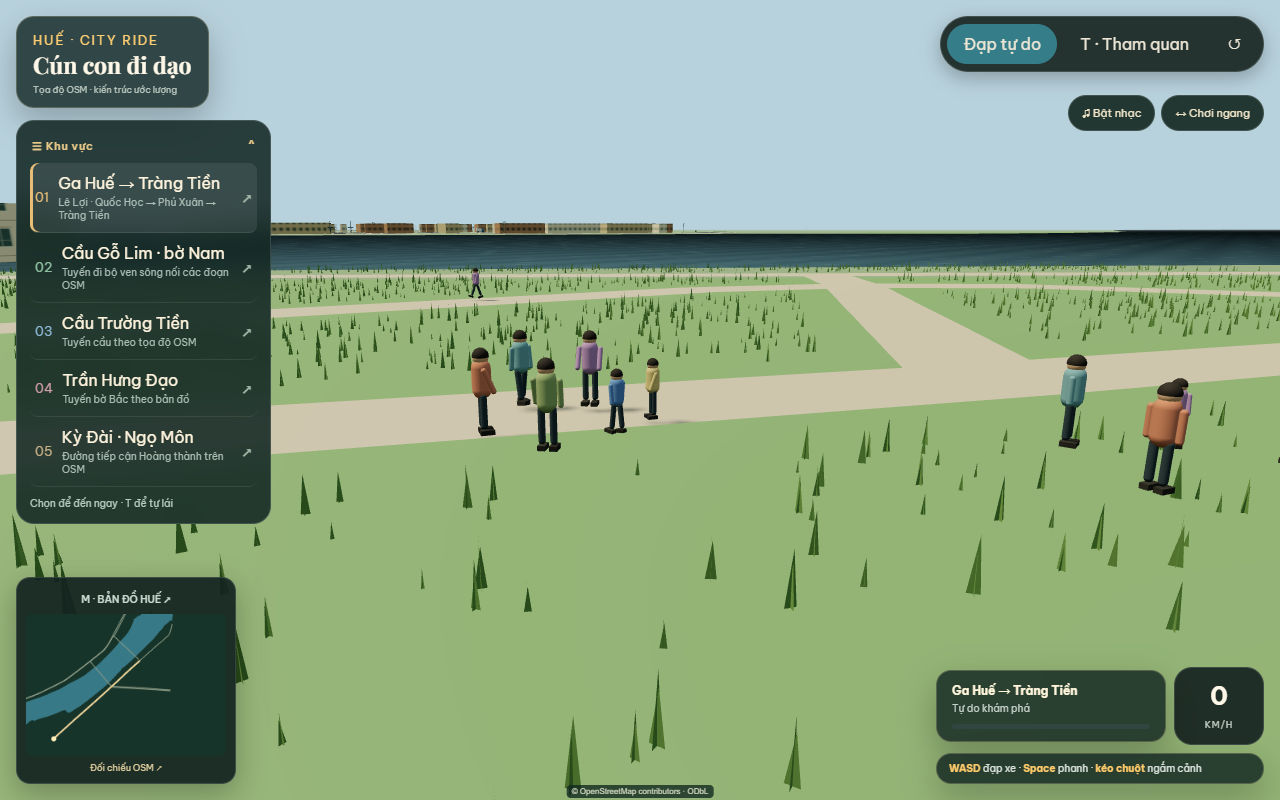 HUẾ · CITY RIDE
Cún con đi dạo
Tọa độ OSM · kiến trúc ước lượng
Đạp tự do
T · Tham quan
↺
♫ Bật nhạc
↔ Chơi ngang
☰ Khu vực
^
01
Ga Huế → Tràng Tiền
Lê Lợi · Quốc Học → Phú Xuân →
Tràng Tiền
↗
02
Cầu Gỗ Lim · bờ Nam
Tuyến đi bộ ven sông nối các đoạn
OSM
↗
03
Cầu Trường Tiền
Tuyến cầu theo tọa độ OSM
↗
04
Trần Hưng Đạo
Tuyến bờ Bắc theo bản đồ
↗
05
Kỳ Đài · Ngọ Môn
Đường tiếp cận Hoàng thành trên
OSM
↗
Chọn để đến ngay · T để tự lái
M · BẢN ĐỒ HUẾ ↗
Đối chiếu OSM ↗
Ga Huế → Tràng Tiền
Tự do khám phá
0
KM/H
WASD đạp xe · Space phanh · kéo chuột ngắm cảnh
© OpenStreetMap contributors · ODbL